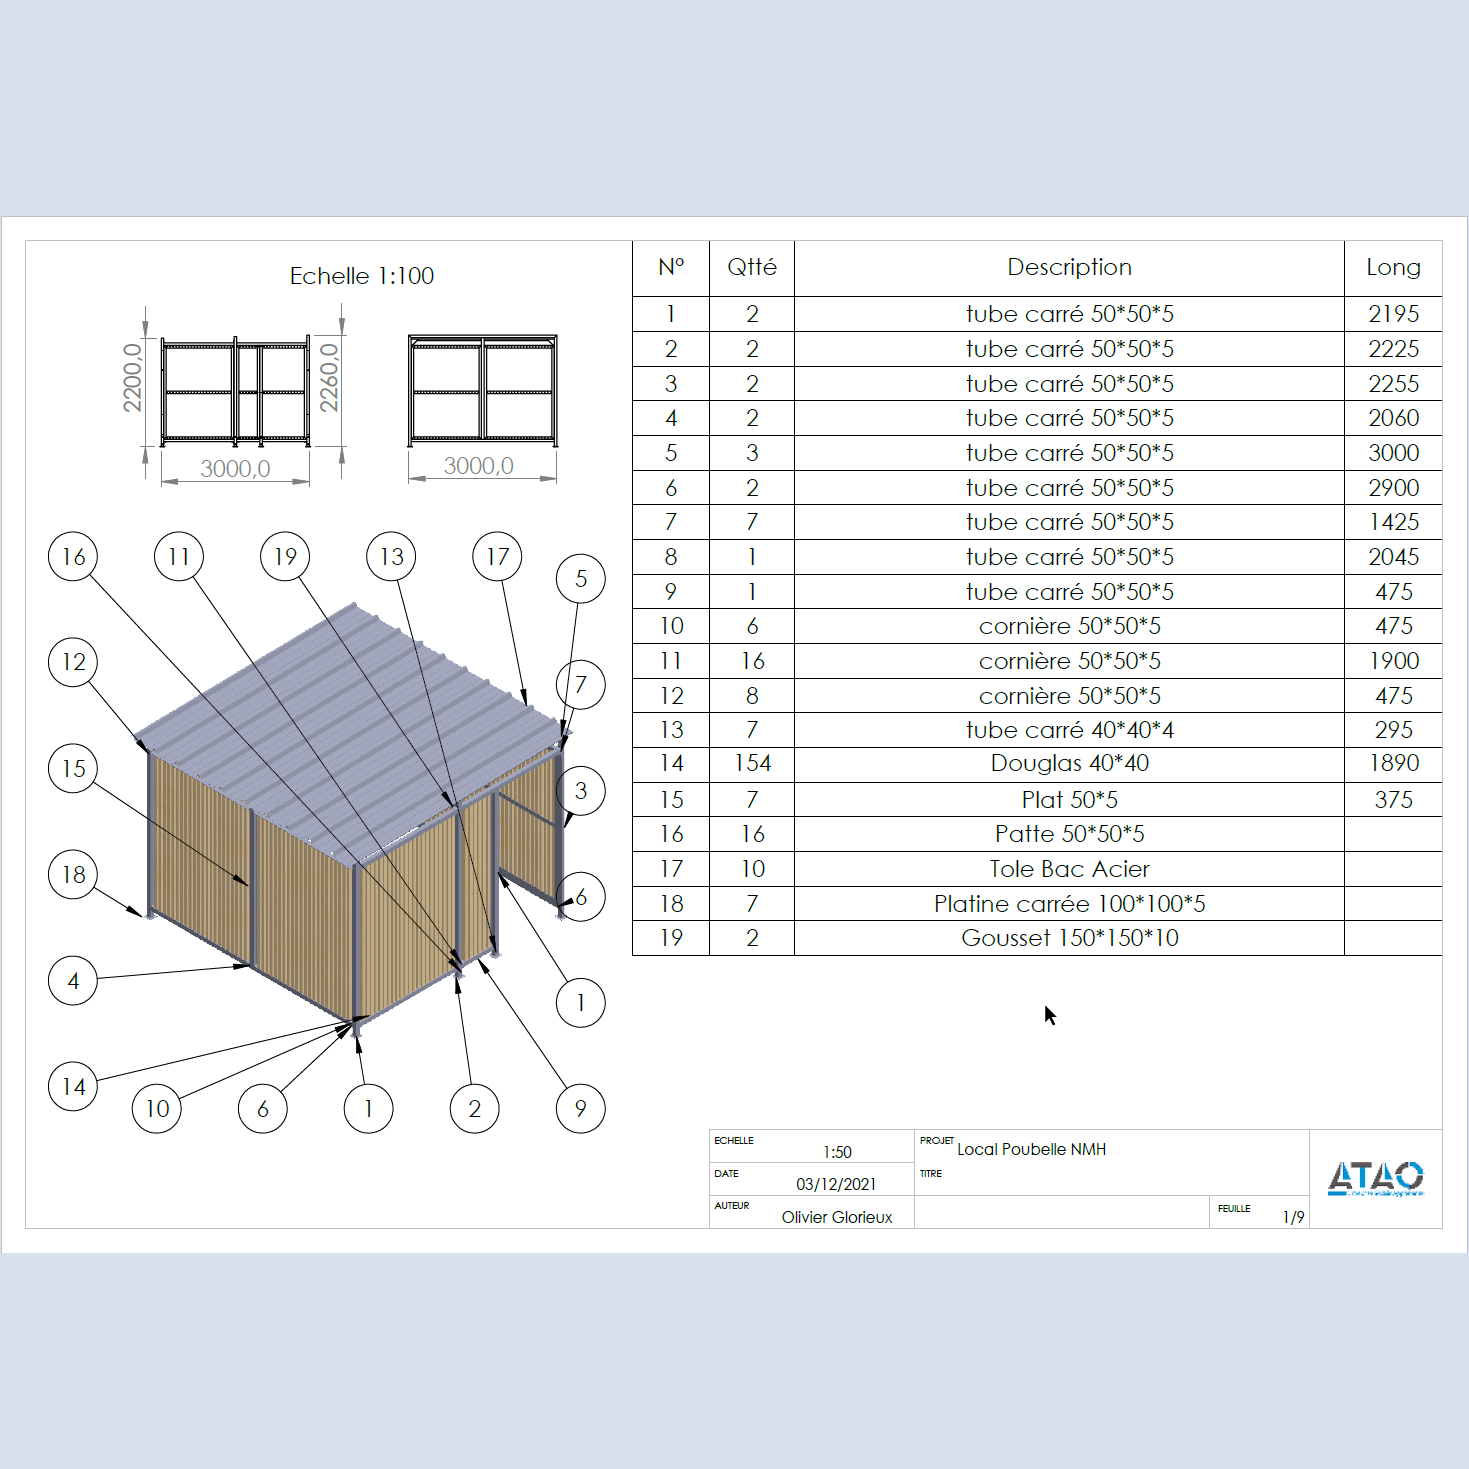 Echelle 1:100
2200,0
2260,0
3000,0
3000,0
16
11
19
13
17
5
12
7
15
3
18
6
4
1
14
10
6
1
2
9
N° Qtté Description Long
1 2 tube carré 50*50*5 2195
2 2 tube carré 50*50*5 2225
3 2 tube carré 50*50*5 2255
4 2 tube carré 50*50*5 2060
5 3 tube carré 50*50*5 3000
6 2 tube carré 50*50*5 2900
7 7 tube carré 50*50*5 1425
8 1 tube carré 50*50*5 2045
9 1 tube carré 50*50*5 475
10 6 cornière 50*50*5 475
11 16 cornière 50*50*5 1900
12 8 cornière 50*50*5 475
13 7 tube carré 40*40*4 295
14 154 Douglas 40*40 1890
15 7 Plat 50*5 375
16 16 Patte 50*50*5
17 10 Tole Bac Acier
18 7 Platine carrée 100*100*5
19 2 Gousset 150*150*10
ECHELLE 1:50
DATE 03/12/2021
AUTEUR Olivier Glorieux
PROJET Local Poubelle NMH
TITRE
FEUILLE 1/9
ATAO